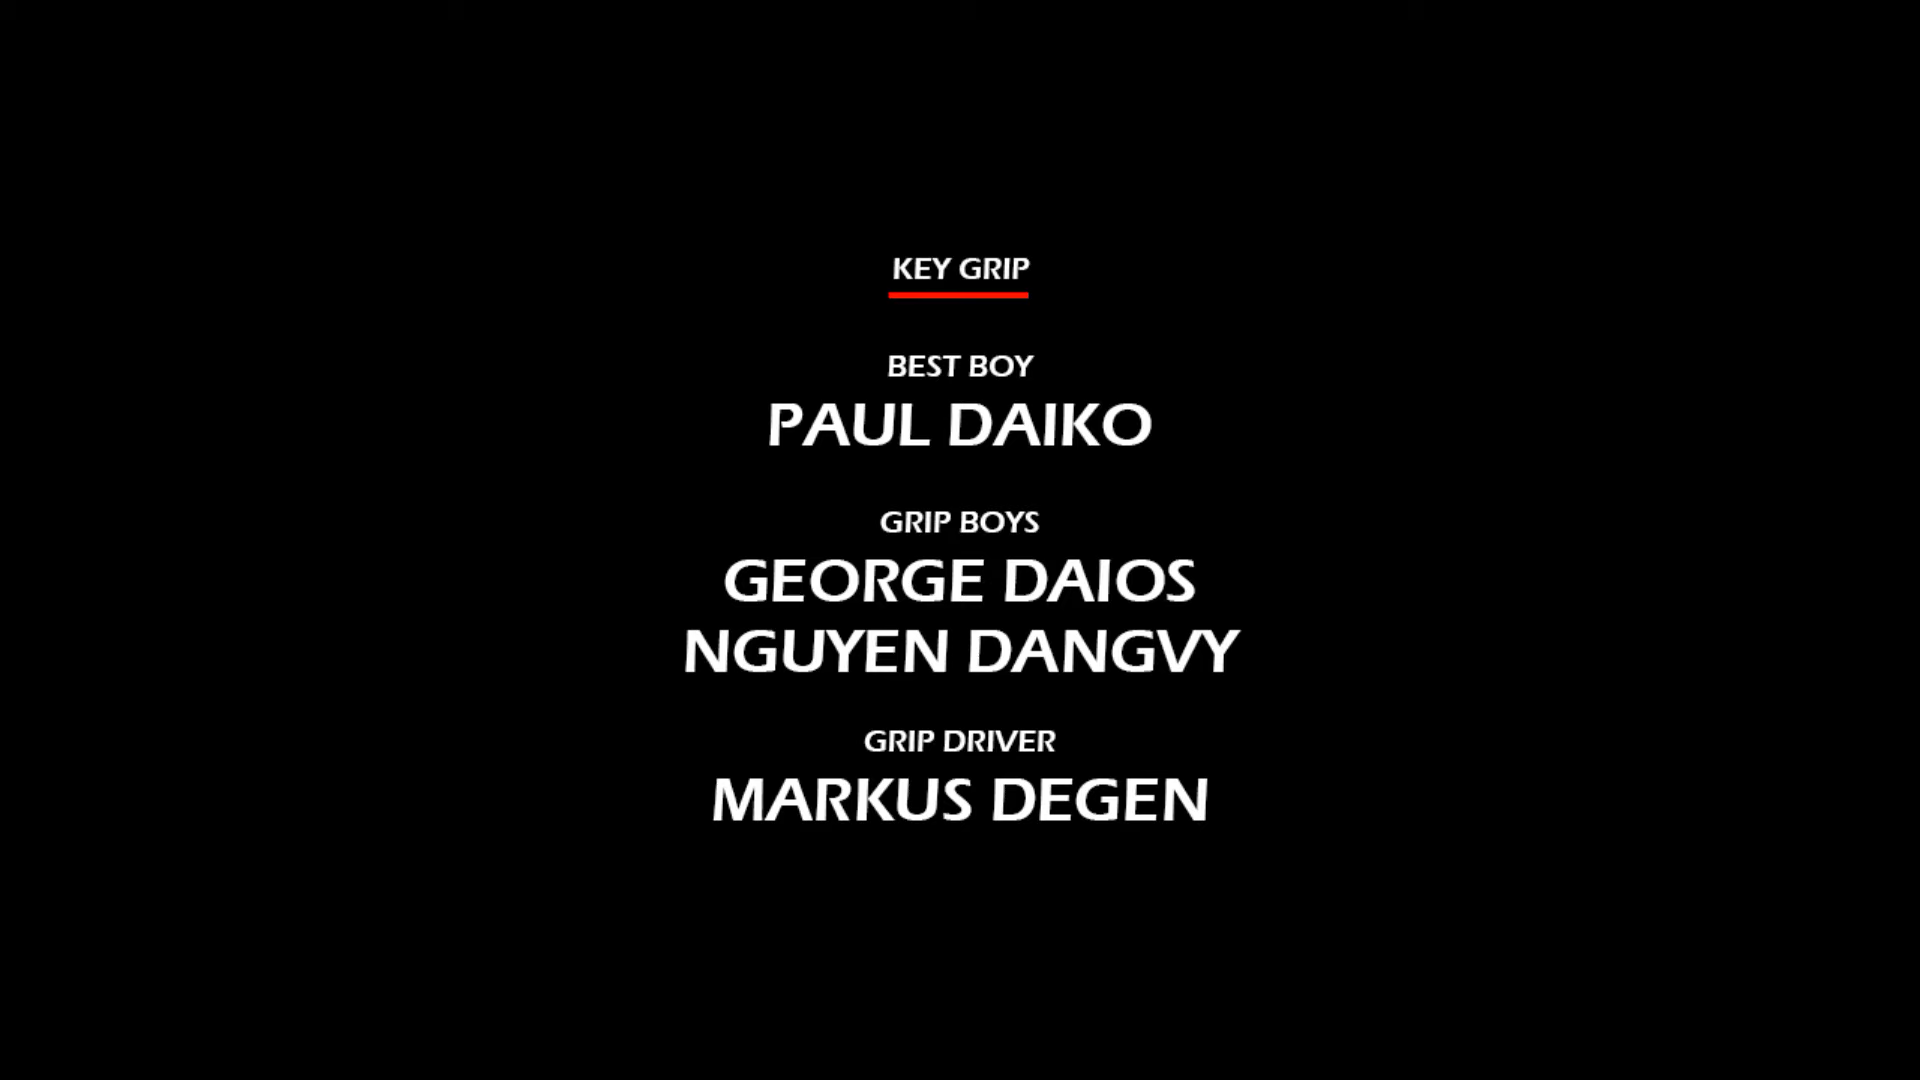 KEY GRIP
BEST BOY
PAUL DAIKO
GRIP BOYS
GEORGE DAIOS
NGUYEN DANGVY
GRIP DRIVER
MARKUS DEGEN